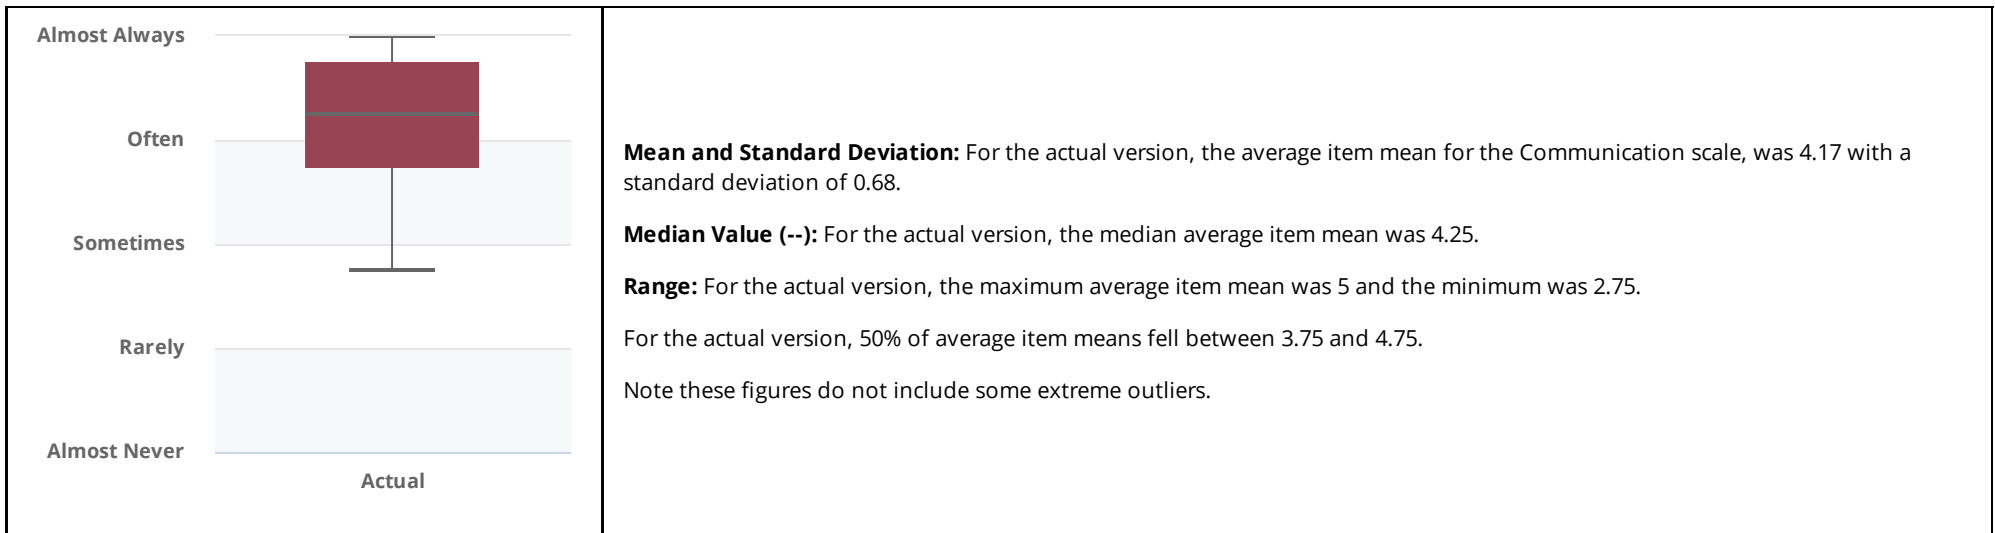 Almost Always
Often
Sometimes
Rarely
Almost Never
Actual
Mean and Standard Deviation: For the actual version, the average item mean for the Communication scale, was 4.17 with a
standard deviation of 0.68.
Median Value (--): For the actual version, the median average item mean was 4.25.
Range: For the actual version, the maximum average item mean was 5 and the minimum was 2.75.
For the actual version, 50% of average item means fell between 3.75 and 4.75.
Note these figures do not include some extreme outliers.